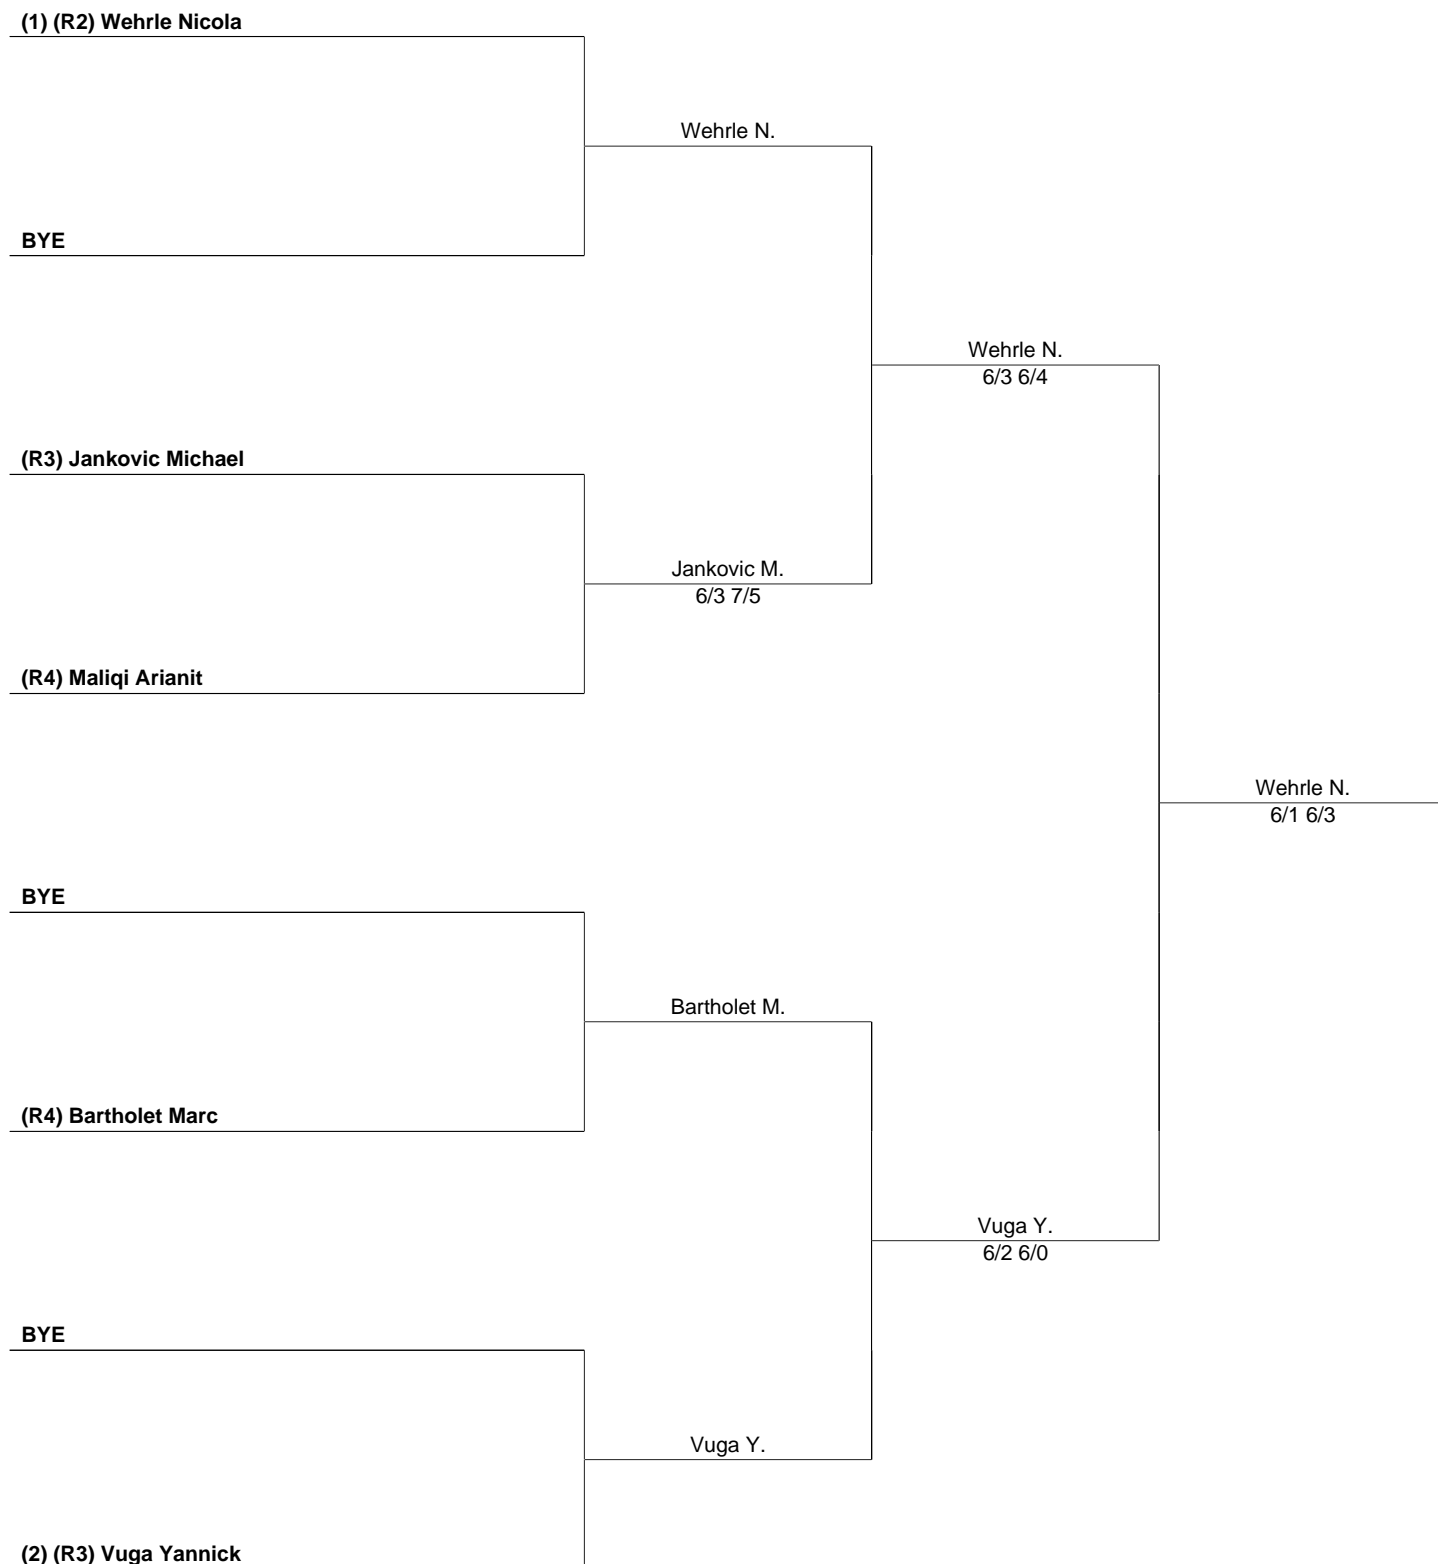 (1) (R2) Wehrle Nicola
Wehrle N.
BYE
Wehrle N.
6/3 6/4
(R3) Jankovic Michael
Jankovic M.
6/3 7/5
(R4) Maliqi Arianit
Wehrle N.
6/1 6/3
BYE
Bartholet M.
(R4) Bartholet Marc
Vuga Y.
6/2 6/0
BYE
Vuga Y.
(2) (R3) Vuga Yannick